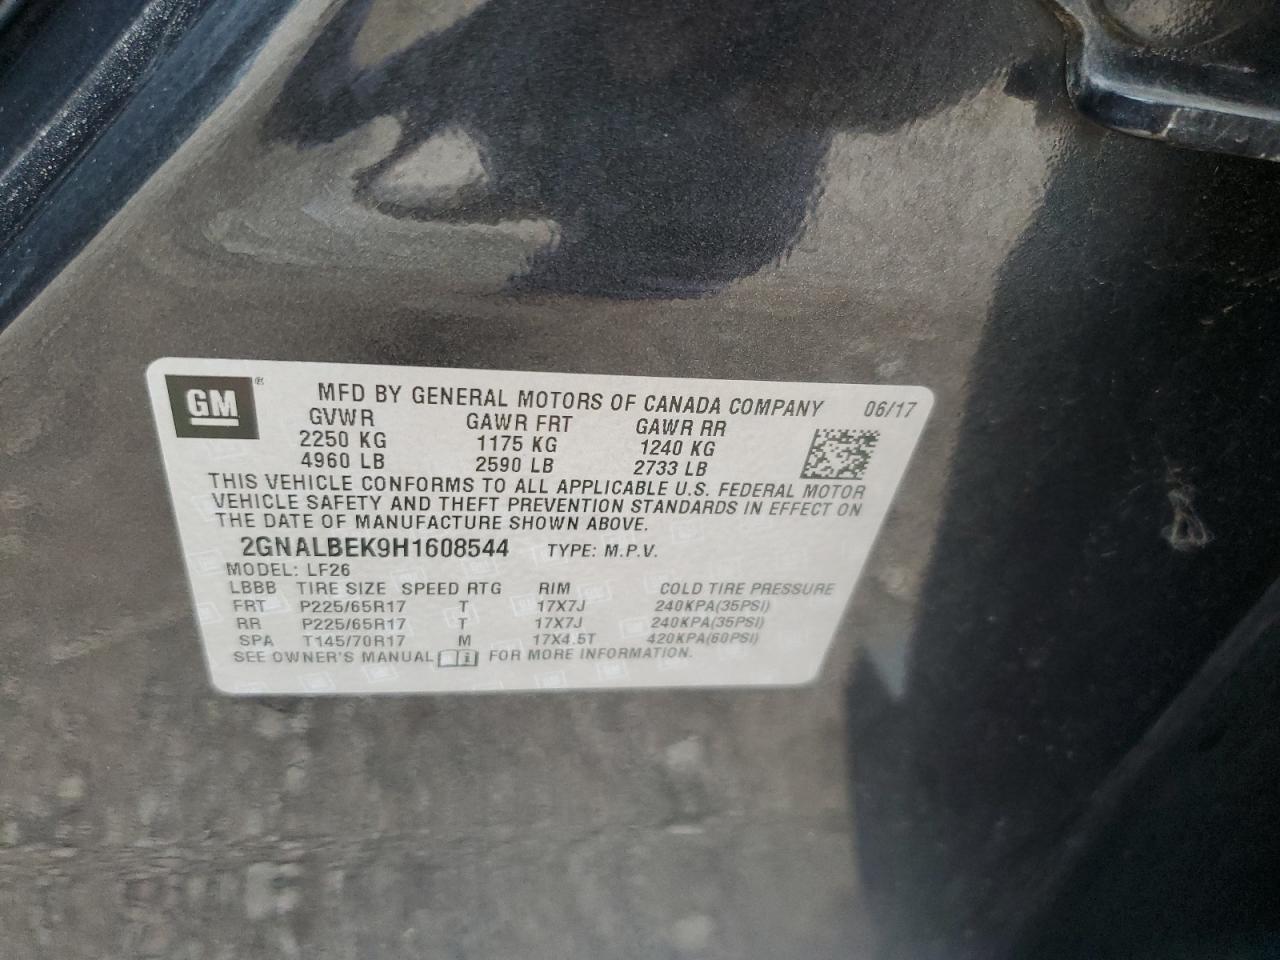 GM® MFD BY GENERAL MOTORS OF CANADA COMPANY 06/17
GVWR GAWR FRT GAWR RR
2250 KG 1175 KG 1240 KG
4960 LB 2590 LB 2733 LB
THIS VEHICLE CONFORMS TO ALL APPLICABLE U.S. FEDERAL MOTOR
VEHICLE SAFETY AND THEFT PREVENTION STANDARDS IN EFFECT ON
THE DATE OF MANUFACTURE SHOWN ABOVE.
2GNALBEK9H1608544 TYPE: M.P.V.
MODEL: LF26
LBBB TIRE SIZE SPEED RTG RIM COLD TIRE PRESSURE
FRT P225/65R17 T 17X7J 240KPA(35PSI)
RR P225/65R17 T 17X7J 240KPA(35PSI)
SPA T145/70R17 M 17X4.5T 420KPA(60PSI)
SEE OWNER'S MANUAL i FOR MORE INFORMATION.